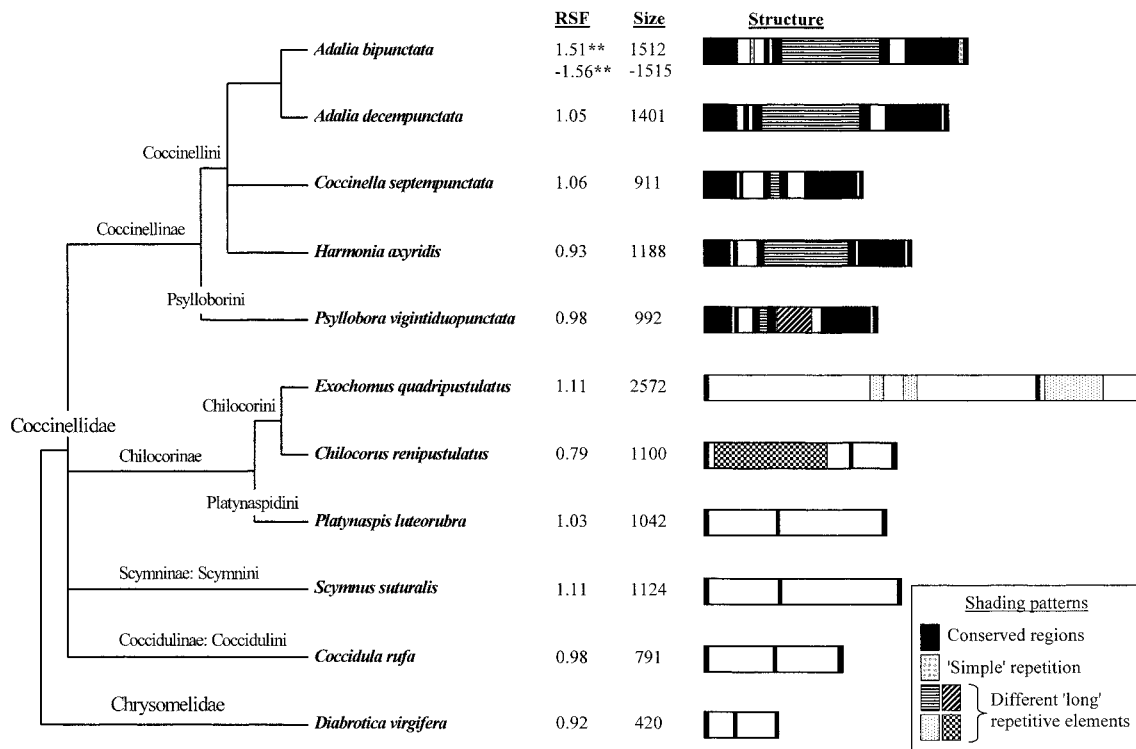 RSF Size Structure
Adalia bipunctata 1.51** 1512
-1.56** -1515
Adalia decempunctata 1.05 1401
Coccinellini
Coccinella septempunctata 1.06 911
Coccinellinae
Harmonia axyridis 0.93 1188
Psylloborini
Psyllobora vigintiduopunctata 0.98 992
Exochomus quadripustulatus 1.11 2572
Chilocorini
Coccinellidae
Chilocorinae
Chilocorus renipustulatus 0.79 1100
Platynaspidini
Platynaspis luteorubra 1.03 1042
Scymninae: Scymnini
Scymnus suturalis 1.11 1124
Coccidulinae: Coccidulini
Coccidula rufa 0.98 791
Chrysomelidae
Diabrotica virgifera 0.92 420
Shading patterns
Conserved regions
'Simple' repetition
Different 'long'
repetitive elements